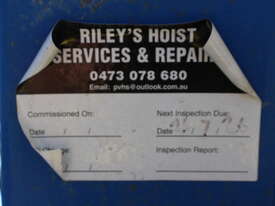 RILEY'S HOIST
SERVICES & REPAIR
0473 078 680
Email: pvhs@outlook.com.au
Commissioned On:
Next Inspection Due:
Date / /
Date
Inspection Report: